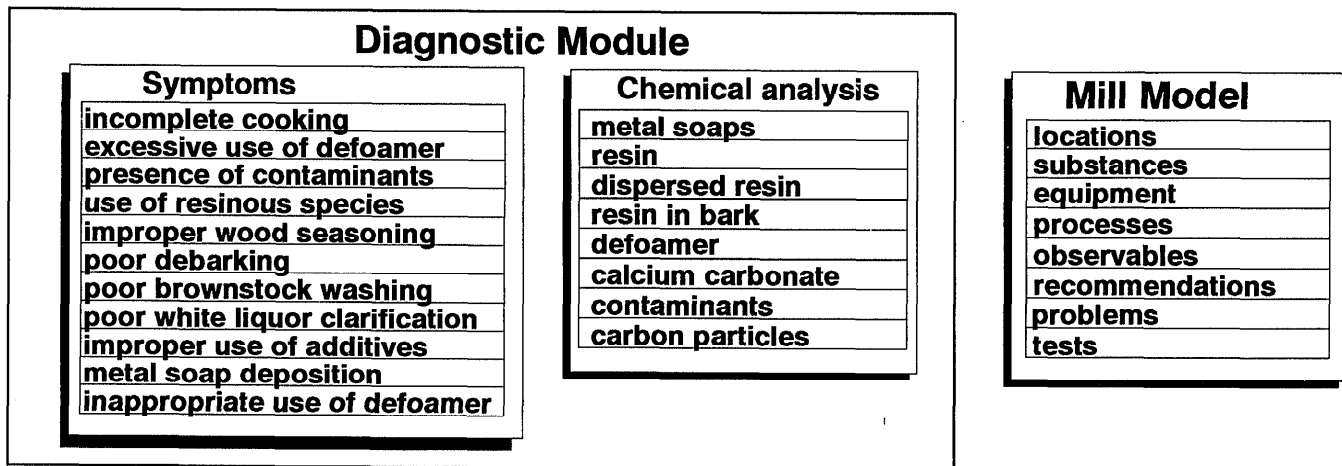 Diagnostic Module
Symptoms
incomplete cooking
excessive use of defoamer
presence of contaminants
use of resinous species
improper wood seasoning
poor debarking
poor brownstock washing
poor white liquor clarification
improper use of additives
metal soap deposition
inappropriate use of defoamer
Chemical analysis
metal soaps
resin
dispersed resin
resin in bark
defoamer
calcium carbonate
contaminants
carbon particles
Mill Model
locations
substances
equipment
processes
observables
recommendations
problems
tests